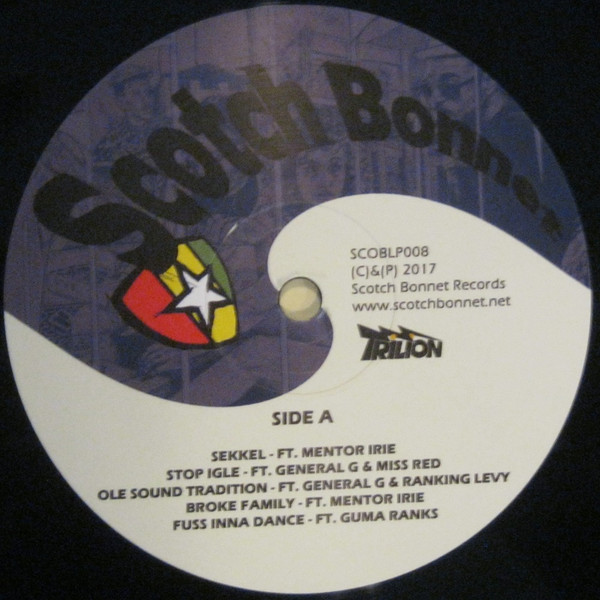 Scotch Bonnet
SCOBLP008
(C)&(P) 2017
Scotch Bonnet Records
www.scotchbonnet.net
TRILION
SIDE A
SEKKEL - FT. MENTOR IRIE
STOP IGLE - FT. GENERAL G & MISS RED
OLE SOUND TRADITION - FT. GENERAL G & RANKING LEVY
BROKE FAMILY - FT. MENTOR IRIE
FUSS INNA DANCE - FT. GUMA RANKS